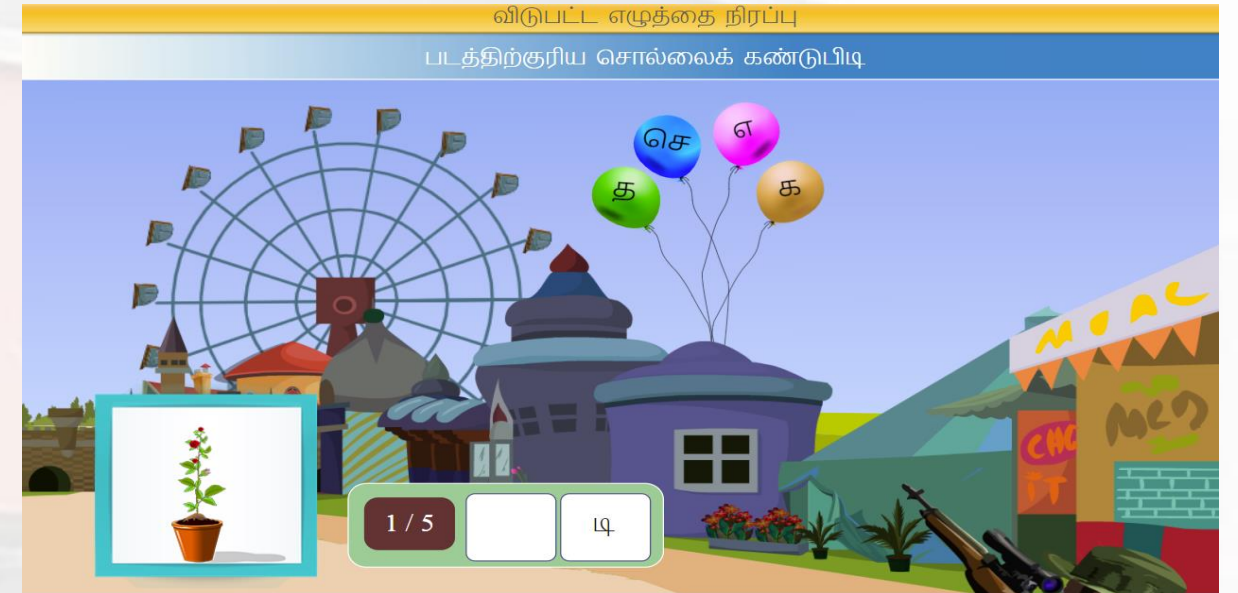 விடுபட்ட எழுத்தை நிரப்பு
படத்திற்குரிய சொல்லைக் கண்டுபிடி
செ எ
த க
1 / 5 டி